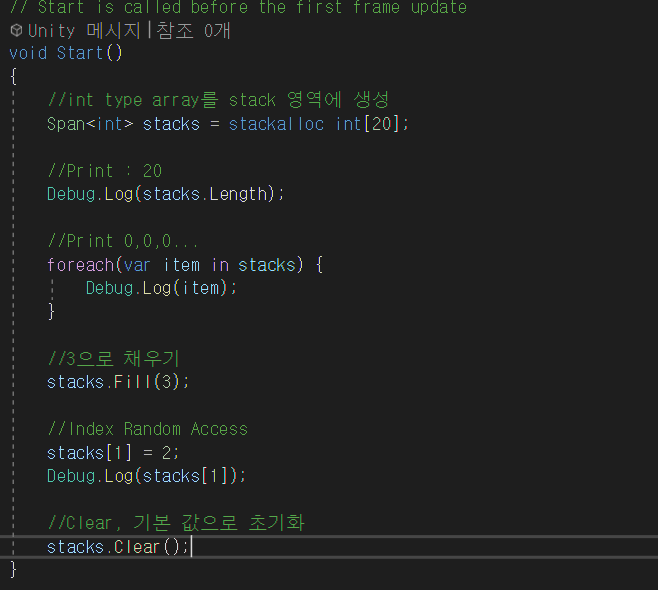 // Start is called before the first frame update
Unity 메시지 | 참조 0개
void Start()
{
//int type array를 stack 영역에 생성
Span<int> stacks = stackalloc int[20];
//Print : 20
Debug.Log(stacks.Length);
//Print 0,0,0...
foreach(var item in stacks) {
Debug.Log(item);
}
//3으로 채우기
stacks.Fill(3);
//Index Random Access
stacks[1] = 2;
Debug.Log(stacks[1]);
//Clear, 기본 값으로 초기화
stacks.Clear();
}